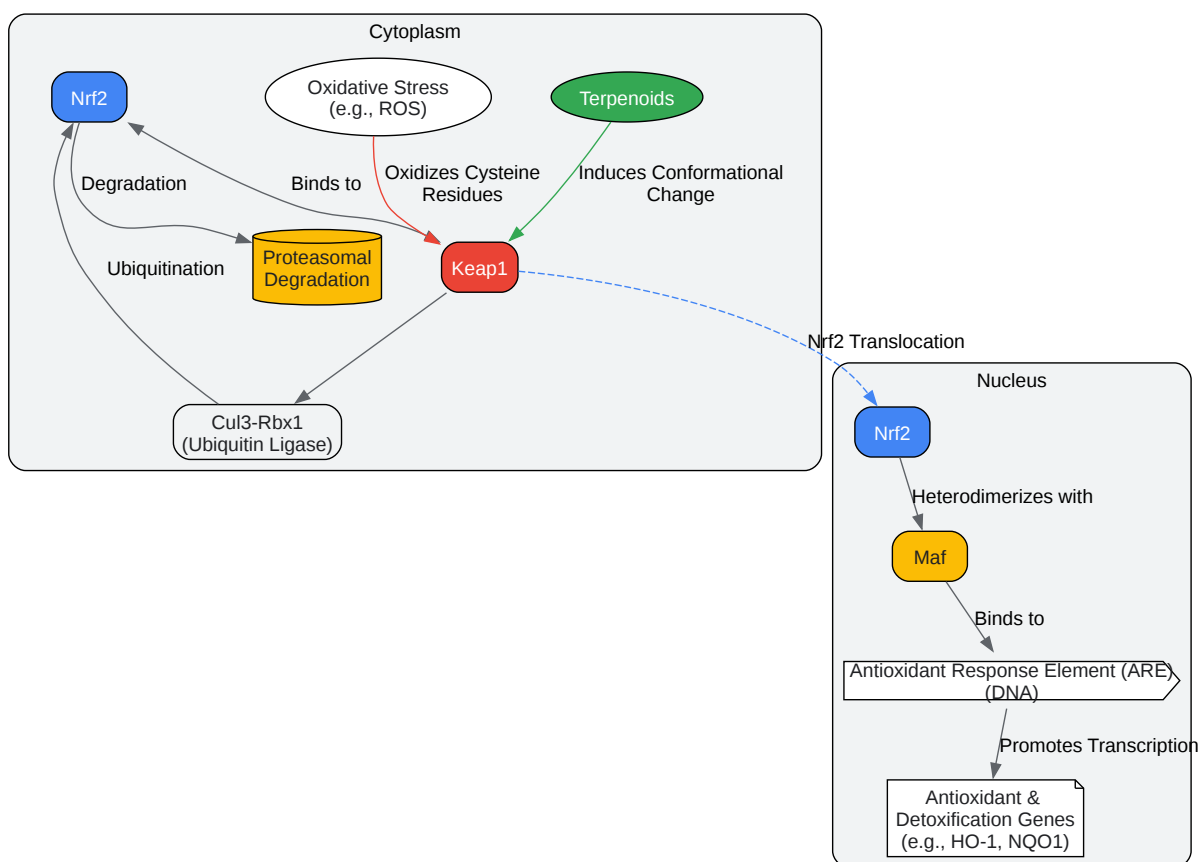 Cytoplasm
Nrf2
Oxidative Stress
(e.g., ROS)
Terpenoids
Degradation
Binds to
Oxidizes Cysteine
Residues
Induces Conformational
Change
Ubiquitination
Proteasomal
Degradation
Keap1
Nrf2 Translocation
Cul3-Rbx1
(Ubiquitin Ligase)
Nucleus
Nrf2
Heterodimerizes with
Maf
Binds to
Antioxidant Response Element (ARE)
(DNA)
Promotes Transcription
Antioxidant &
Detoxification Genes
(e.g., HO-1, NQO1)